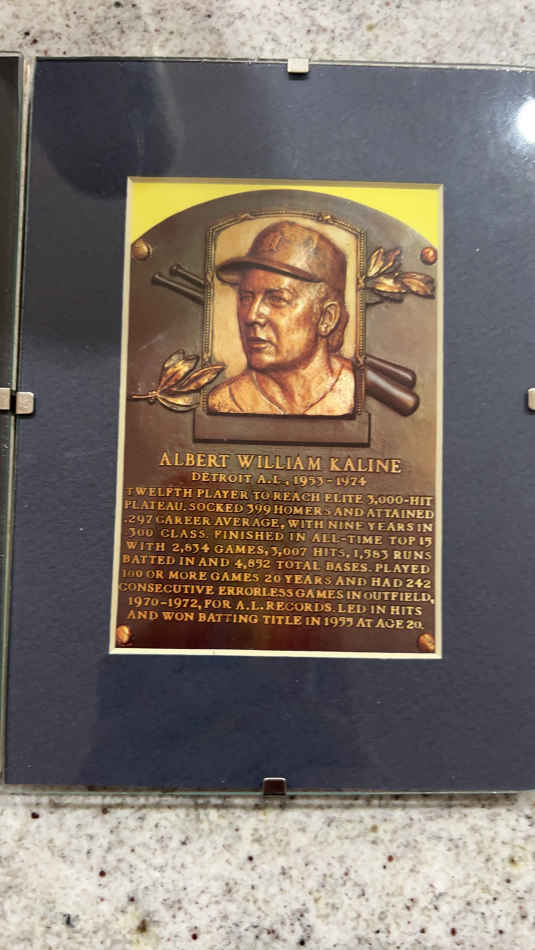 ALBERT WILLIAM KALINE
DETROIT A.L., 1953-1974
TWELFTH PLAYER TO REACH ELITE 3,000-HIT
PLATEAU. SOCKED 399 HOMERS AND ATTAINED
.297 CAREER AVERAGE, WITH NINE YEARS IN
.300 CLASS. FINISHED IN ALL-TIME TOP 15
WITH 2,834 GAMES, 3,007 HITS, 1,583 RUNS
BATTED IN AND 4,852 TOTAL BASES. PLAYED
100 OR MORE GAMES 20 YEARS AND HAD 242
CONSECUTIVE ERRORLESS GAMES IN OUTFIELD,
1970-1972, FOR A.L. RECORDS. LED IN HITS
AND WON BATTING TITLE IN 1955 AT AGE 20.